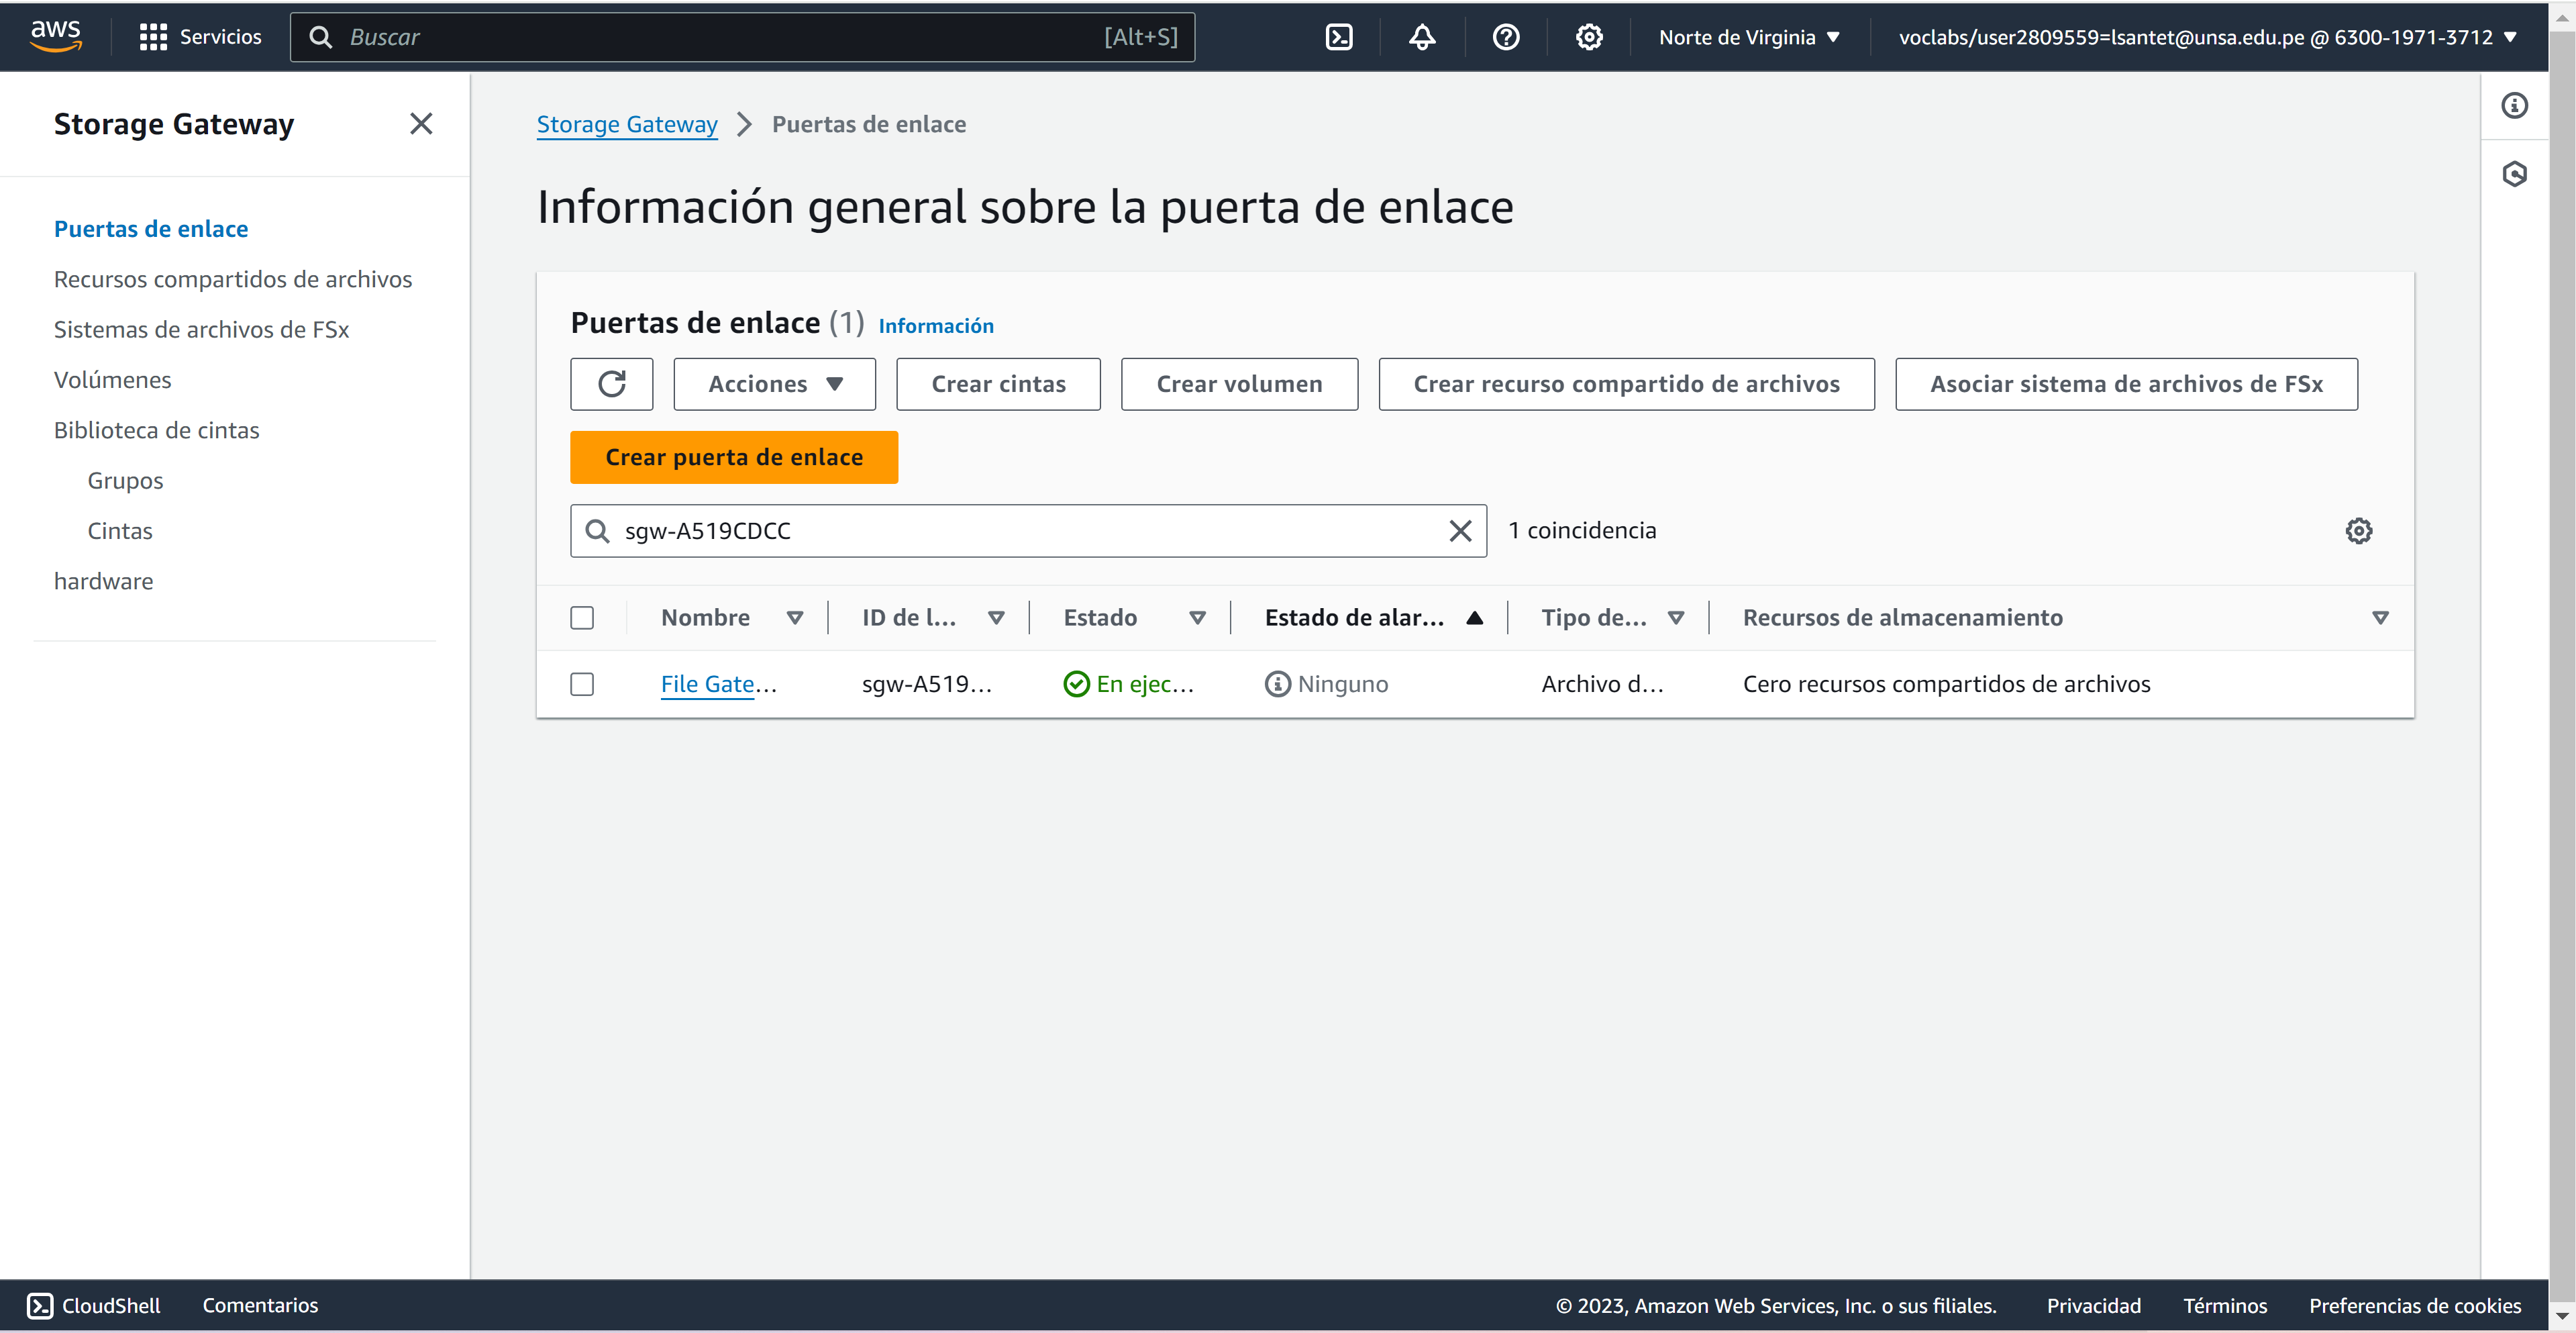 aws Servicios Buscar [Alt+S] Norte de Virginia voclabs/user2809559=lsantet@unsa.edu.pe @ 6300-1971-3712
Storage Gateway
Puertas de enlace
Recursos compartidos de archivos
Sistemas de archivos de FSx
Volúmenes
Biblioteca de cintas
Grupos
Cintas
hardware
Storage Gateway Puertas de enlace
Información general sobre la puerta de enlace
Puertas de enlace (1) Información
Acciones Crear cintas Crear volumen Crear recurso compartido de archivos Asociar sistema de archivos de FSx
Crear puerta de enlace
sgw-A519CDCC 1 coincidencia
Nombre ID de l... Estado Estado de alar... Tipo de... Recursos de almacenamiento
File Gate... sgw-A519... En ejec... Ninguno Archivo d... Cero recursos compartidos de archivos
CloudShell Comentarios © 2023, Amazon Web Services, Inc. o sus filiales. Privacidad Términos Preferencias de cookies